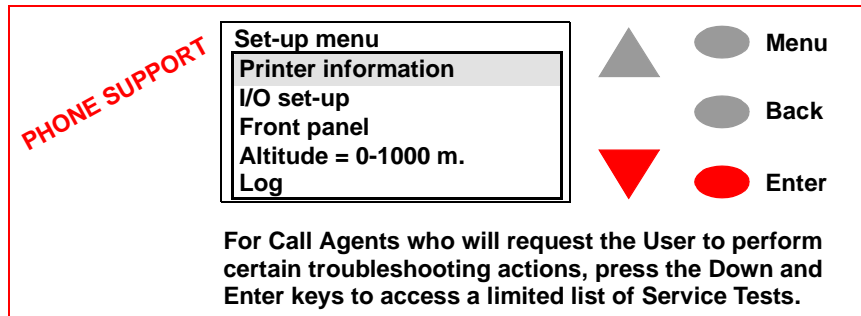 PHONE SUPPORT
Set-up menu
Printer information
I/O set-up
Front panel
Altitude = 0-1000 m.
Log
Menu
Back
Enter
For Call Agents who will request the User to perform
certain troubleshooting actions, press the Down and
Enter keys to access a limited list of Service Tests.